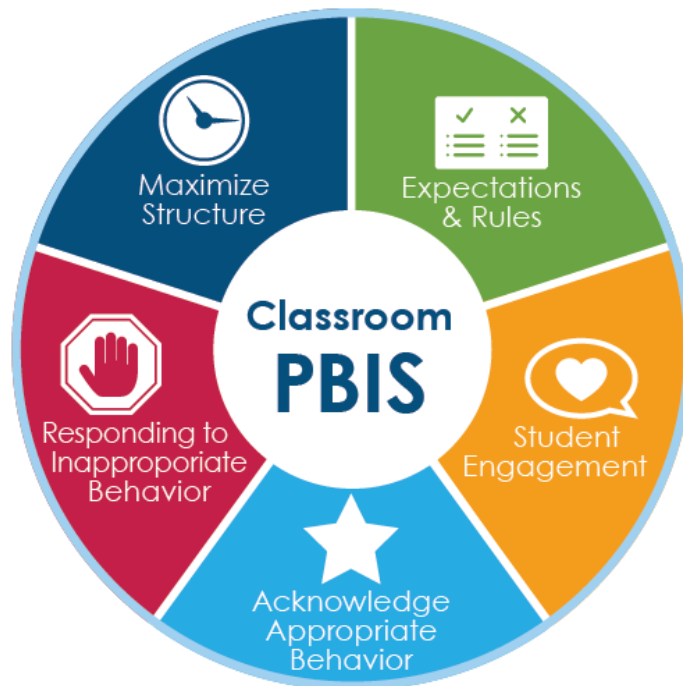 Classroom
PBIS
Maximize
Structure
Expectations
& Rules
Student
Engagement
Acknowledge
Appropriate
Behavior
Responding to
Inapproporiate
Behavior